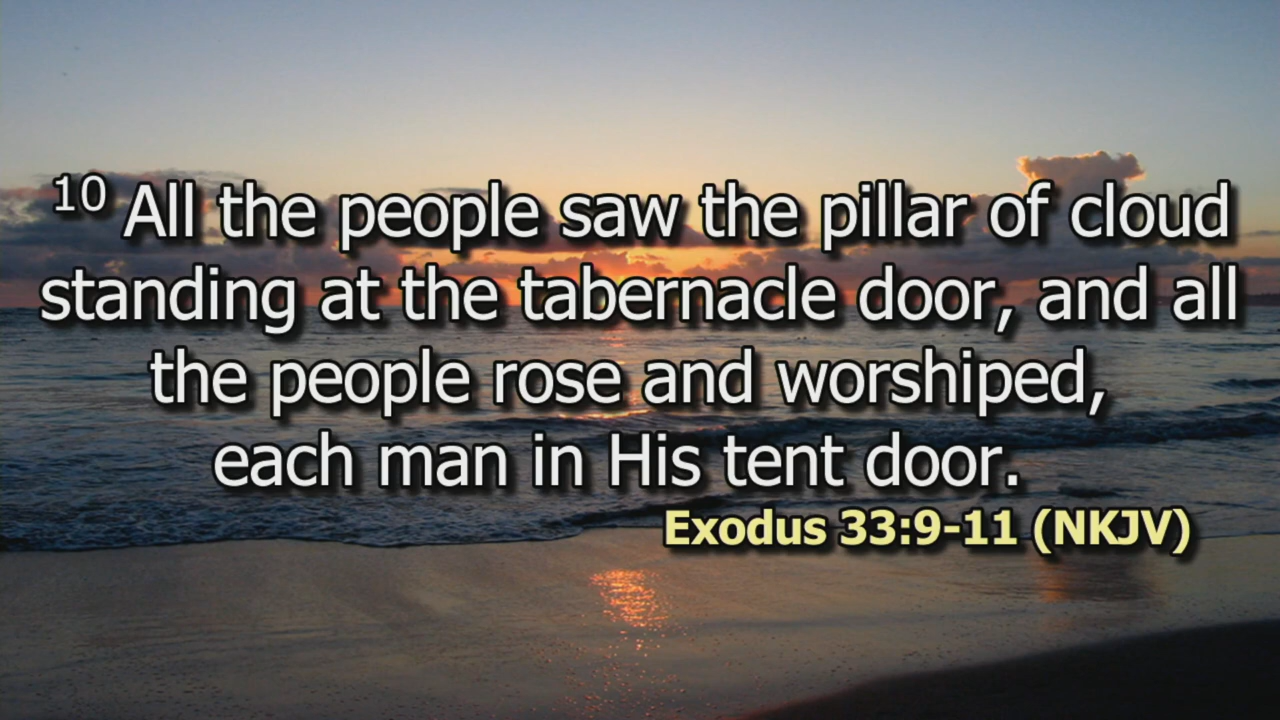 10 All the people saw the pillar of cloud
standing at the tabernacle door, and all
the people rose and worshiped,
each man in His tent door.
Exodus 33:9-11 (NKJV)